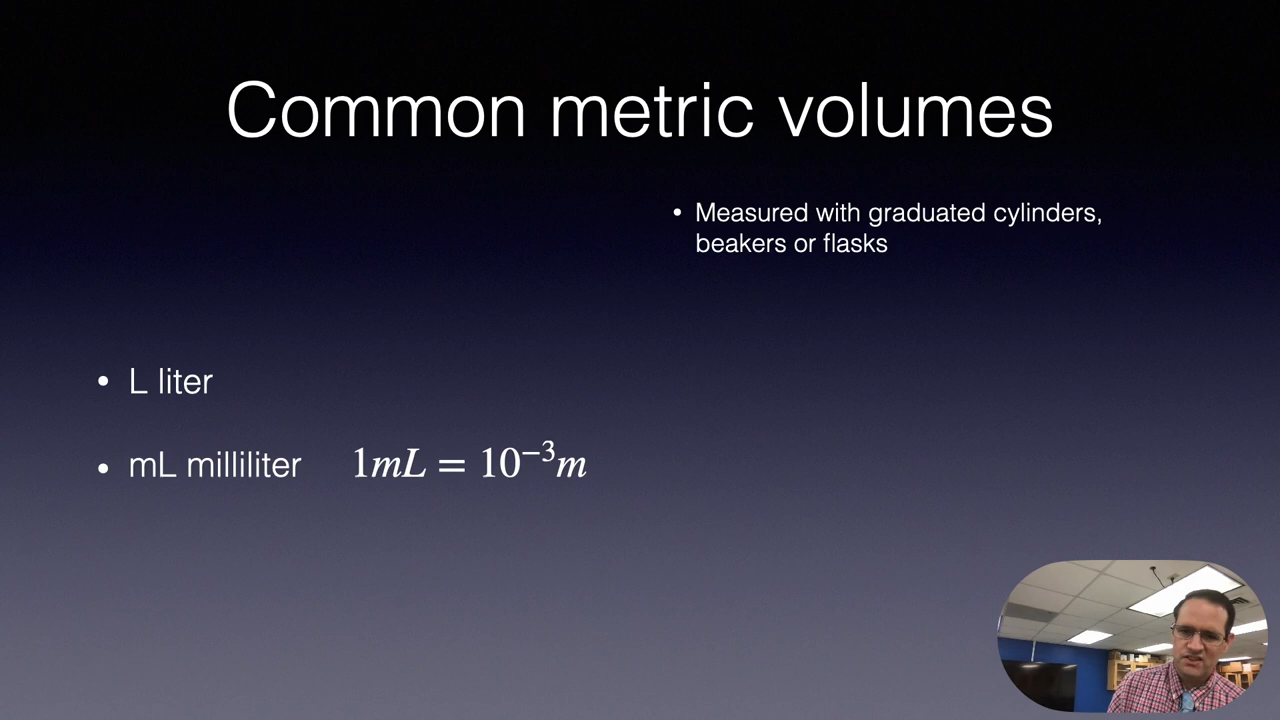 Common metric volumes
• Measured with graduated cylinders,
beakers or flasks
• L liter
• mL milliliter 1mL = 10⁻³m